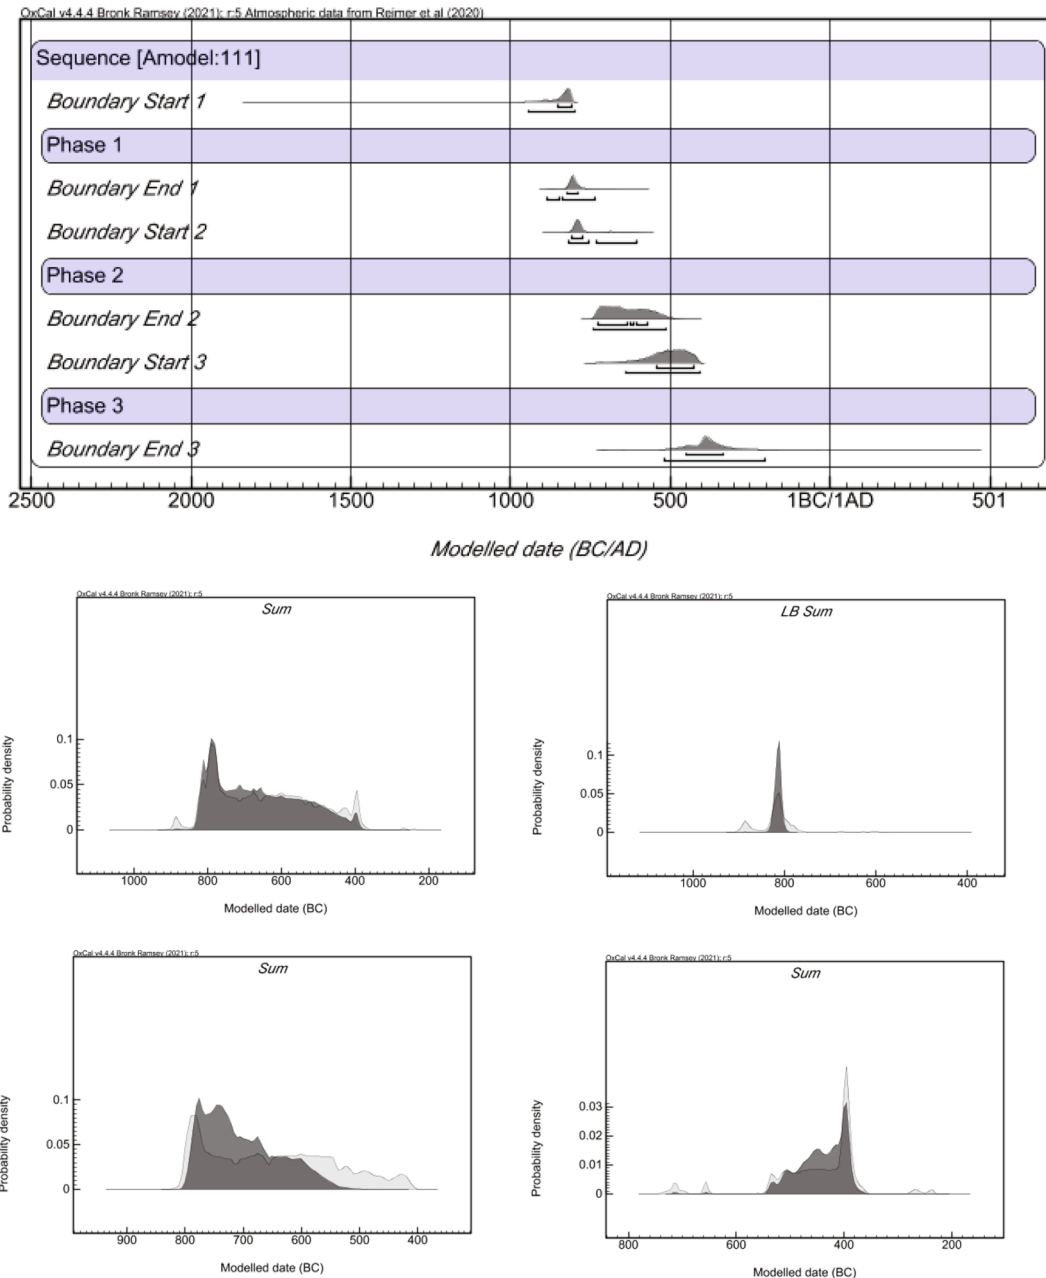 OxCal v4.4.4 Bronk Ramsey (2021); r:5 Atmospheric data from Reimer et al (2020)
Sequence [Amodel:111]
Boundary Start 1
Phase 1
Boundary End 1
Boundary Start 2
Phase 2
Boundary End 2
Boundary Start 3
Phase 3
Boundary End 3
2500 2000 1500 1000 500 1BC/1AD 501
Modelled date (BC/AD)
OxCal v4.4.4 Bronk Ramsey (2021); r:5
Sum
Probability density
0.1
0.05
0
1000 800 600 400 200
Modelled date (BC)
OxCal v4.4.4 Bronk Ramsey (2021); r:5
LB Sum
Probability density
0.1
0.05
0
1000 800 600 400
Modelled date (BC)
OxCal v4.4.4 Bronk Ramsey (2021); r:5
Sum
Probability density
0.1
0.05
0
900 800 700 600 500 400
Modelled date (BC)
OxCal v4.4.4 Bronk Ramsey (2021); r:5
Sum
Probability density
0.03
0.02
0.01
0
800 600 400 200
Modelled date (BC)